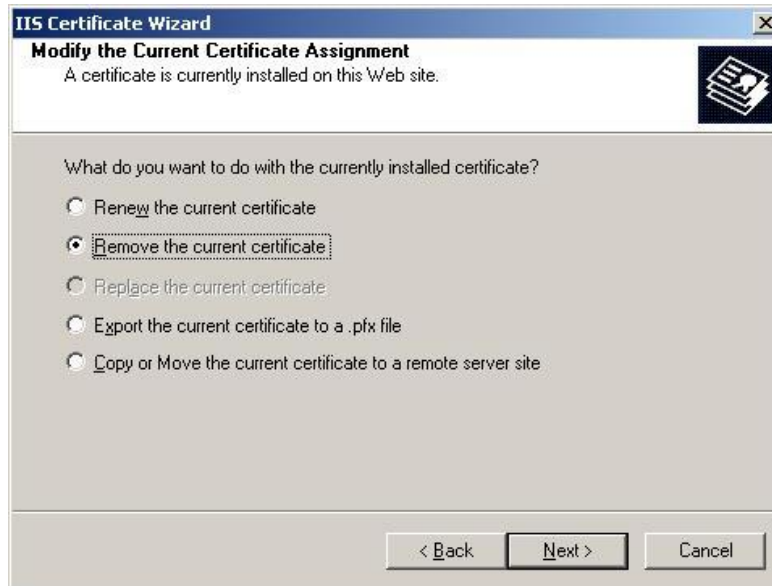 IIS Certificate Wizard
Modify the Current Certificate Assignment
A certificate is currently installed on this Web site.
What do you want to do with the currently installed certificate?
Renew the current certificate
Remove the current certificate
Replace the current certificate
Export the current certificate to a .pfx file
Copy or Move the current certificate to a remote server site
< Back
Next >
Cancel